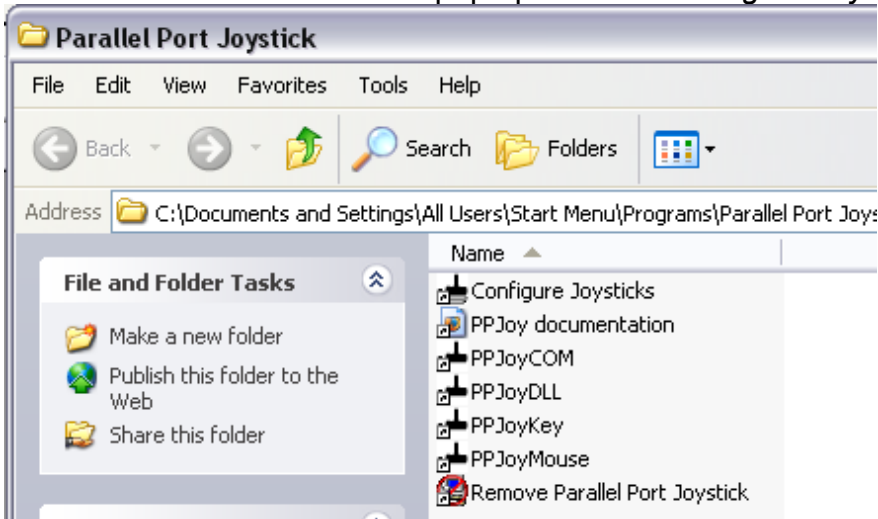 Parallel Port Joystick
File Edit View Favorites Tools Help
Back Search Folders
Address C:\Documents and Settings\All Users\Start Menu\Programs\Parallel Port Joys
Name
File and Folder Tasks
Make a new folder
Publish this folder to the
Web
Share this folder
Configure Joysticks
PPJoy documentation
PPJoyCOM
PPJoyDLL
PPJoyKey
PPJoyMouse
Remove Parallel Port Joystick